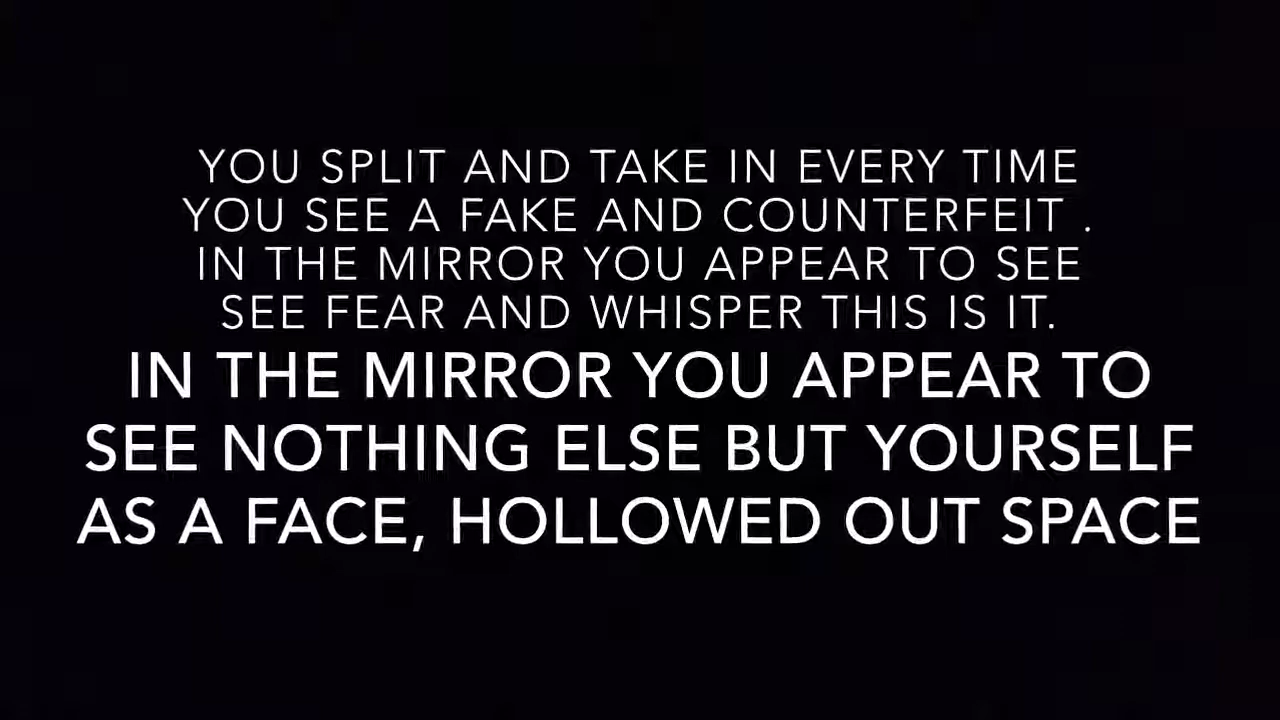 YOU SPLIT AND TAKE IN EVERY TIME
YOU SEE A FAKE AND COUNTERFEIT .
IN THE MIRROR YOU APPEAR TO SEE
SEE FEAR AND WHISPER THIS IS IT.
IN THE MIRROR YOU APPEAR TO
SEE NOTHING ELSE BUT YOURSELF
AS A FACE, HOLLOWED OUT SPACE